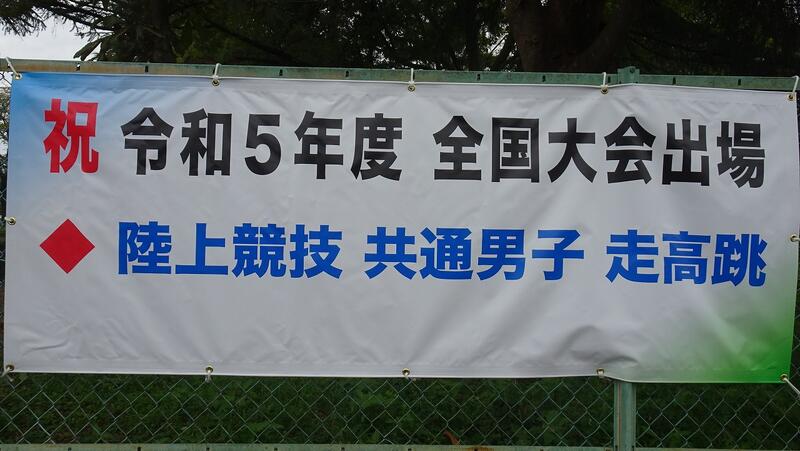 祝 令和5年度 全国大会出場
◆ 陸上競技 共通男子 走高跳